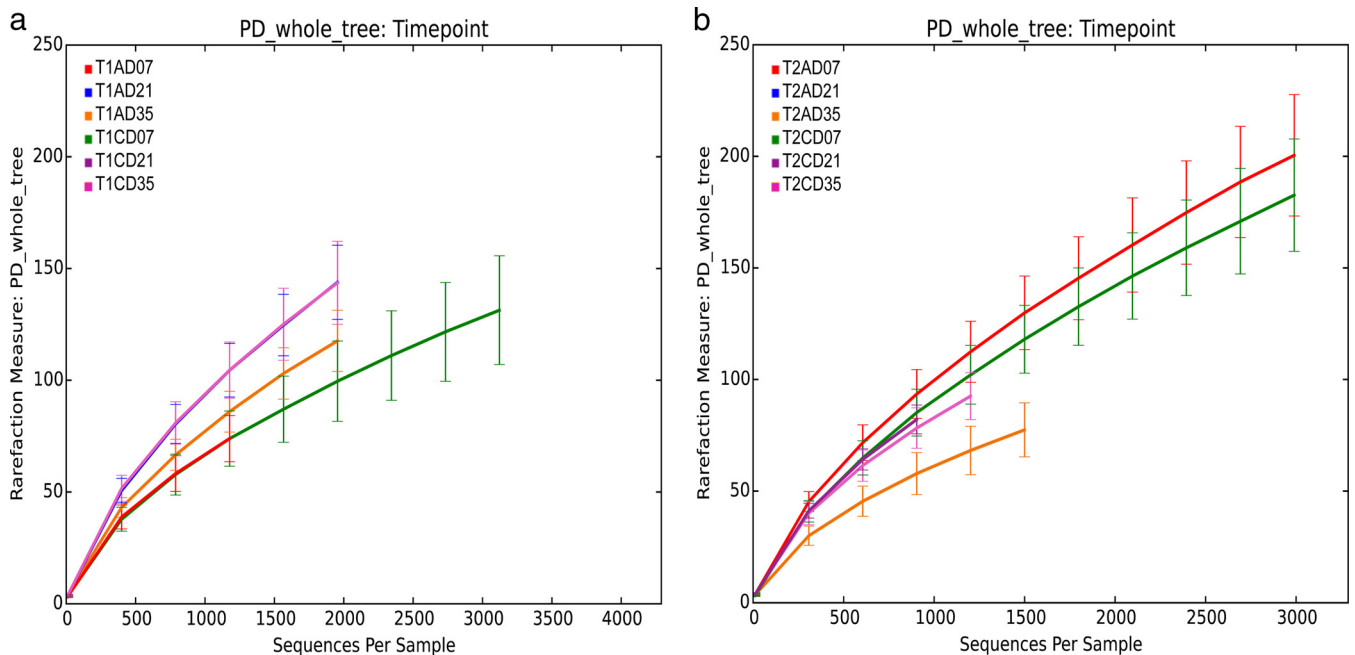 a
PD_whole_tree: Timepoint
250
200
150
100
50
0
Rarefaction Measure: PD_whole_tree
T1AD07
T1AD21
T1AD35
T1CD07
T1CD21
T1CD35
0 500 1000 1500 2000 2500 3000 3500 4000
Sequences Per Sample
b
PD_whole_tree: Timepoint
250
200
150
100
50
0
Rarefaction Measure: PD_whole_tree
T2AD07
T2AD21
T2AD35
T2CD07
T2CD21
T2CD35
0 500 1000 1500 2000 2500 3000
Sequences Per Sample